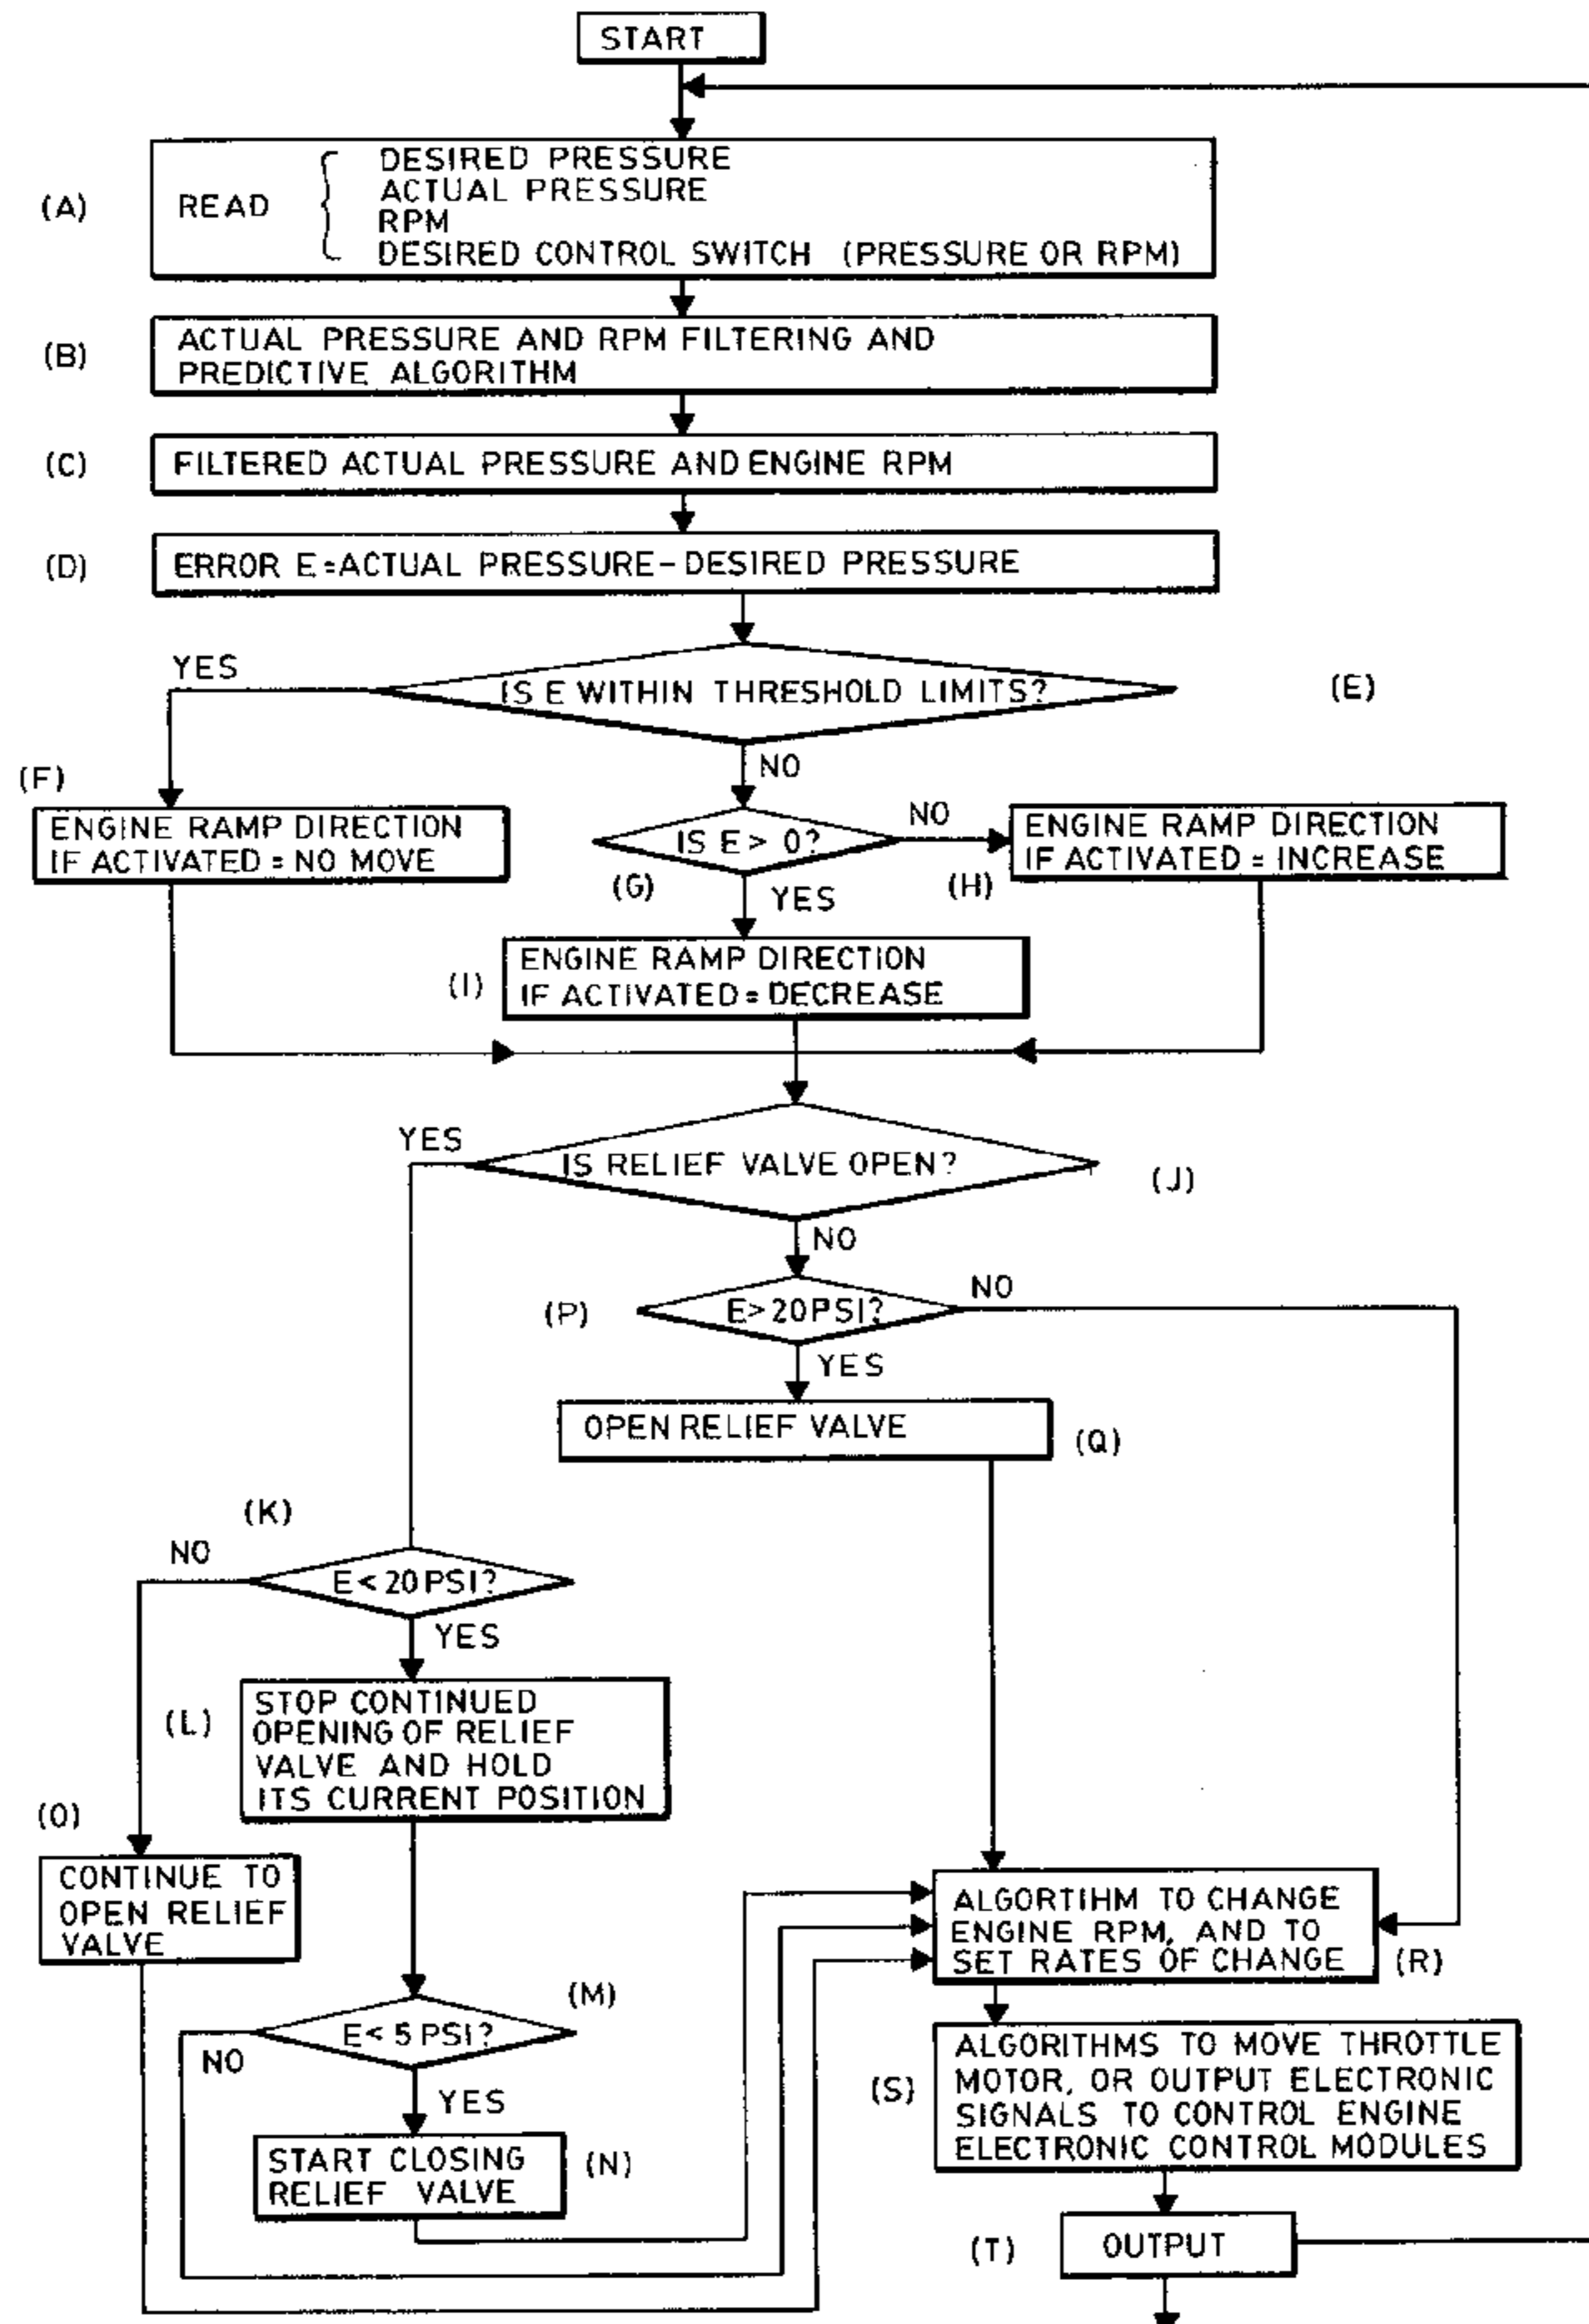 START
(A)
READ
DESIRED PRESSURE
ACTUAL PRESSURE
RPM
DESIRED CONTROL SWITCH (PRESSURE OR RPM)
(B)
ACTUAL PRESSURE AND RPM FILTERING AND
PREDICTIVE ALGORITHM
(C)
FILTERED ACTUAL PRESSURE AND ENGINE RPM
(D)
ERROR E=ACTUAL PRESSURE-DESIRED PRESSURE
YES
IS E WITHIN THRESHOLD LIMITS?
(E)
NO
(F)
ENGINE RAMP DIRECTION
IF ACTIVATED = NO MOVE
IS E > 0?
(G)
NO
YES
(H)
ENGINE RAMP DIRECTION
IF ACTIVATED = INCREASE
(I)
ENGINE RAMP DIRECTION
IF ACTIVATED = DECREASE
YES
IS RELIEF VALVE OPEN?
(J)
NO
(P)
E>20PSI?
NO
YES
OPEN RELIEF VALVE
(Q)
(K)
NO
E<20PSI?
YES
(L)
STOP CONTINUED
OPENING OF RELIEF
VALVE AND HOLD
ITS CURRENT POSITION
(O)
CONTINUE TO
OPEN RELIEF
VALVE
ALGORTIHM TO CHANGE
ENGINE RPM, AND TO
SET RATES OF CHANGE
(R)
(M)
E< 5 PSI?
NO
YES
START CLOSING
RELIEF VALVE
(N)
(S)
ALGORITHMS TO MOVE THROTTLE
MOTOR, OR OUTPUT ELECTRONIC
SIGNALS TO CONTROL ENGINE
ELECTRONIC CONTROL MODULES
(T)
OUTPUT